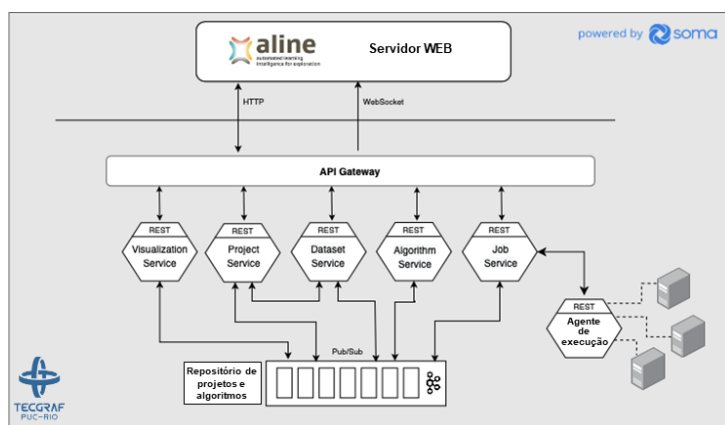 aline
automated learning
intelligence for exploration
Servidor WEB
powered by soma
HTTP
WebSocket
API Gateway
REST
Visualization
Service
REST
Project
Service
REST
Dataset
Service
REST
Algorithm
Service
REST
Job
Service
REST
Agente
de
execução
Pub/Sub
Repositório de
projetos e
algoritmos
TECGRAF
PUC-RIO